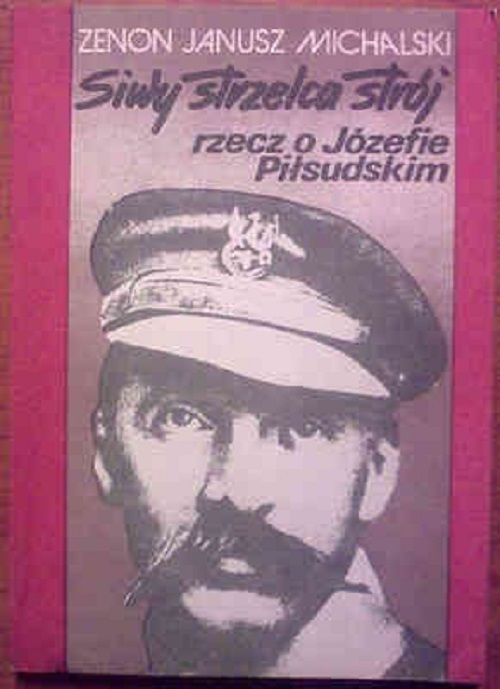 ZENON JANUSZ MICHALSKI
Siwy strzelca strój
rzecz o Józefie
Piłsudskim